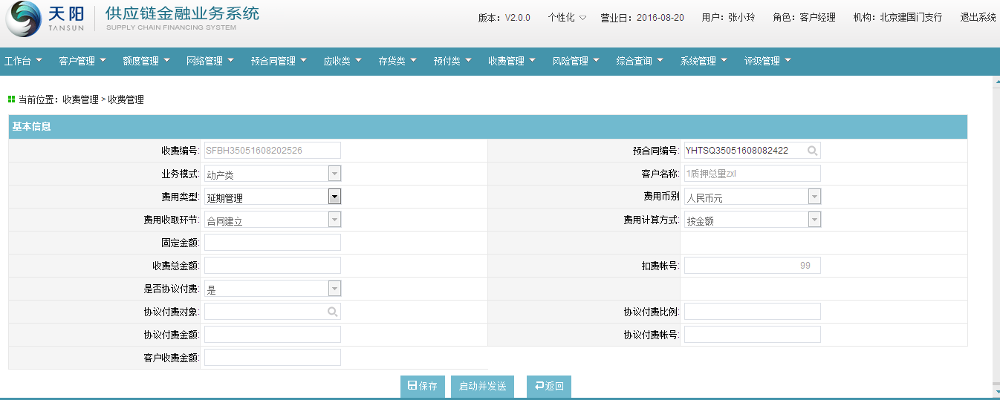 天阳 TANSUN 供应链金融业务系统 SUPPLY CHAIN FINANCING SYSTEM
版本：V2.0.0 个性化 营业日：2016-08-20 用户：张小玲 角色：客户经理 机构：北京建国门支行 退出系统
工作台 客户管理 额度管理 网络管理 预合同管理 应收类 存货类 预付类 收费管理 风险管理 综合查询 系统管理 评级管理
当前位置：收费管理 > 收费管理
基本信息
收费编号: SFBH35051608202526 预合同编号: YHTSQ35051608082422
业务模式: 动产类 客户名称: 1质押总量zxl
费用类型: 延期管理 费用币别 人民币元
费用收取环节: 合同建立 费用计算方式: 按金额
固定金额:
收费总金额: 扣费帐号: 99
是否协议付费: 是
协议付费对象: 协议付费比例:
协议付费金额: 协议付费帐号:
客户收费金额:
保存 启动并发送 返回